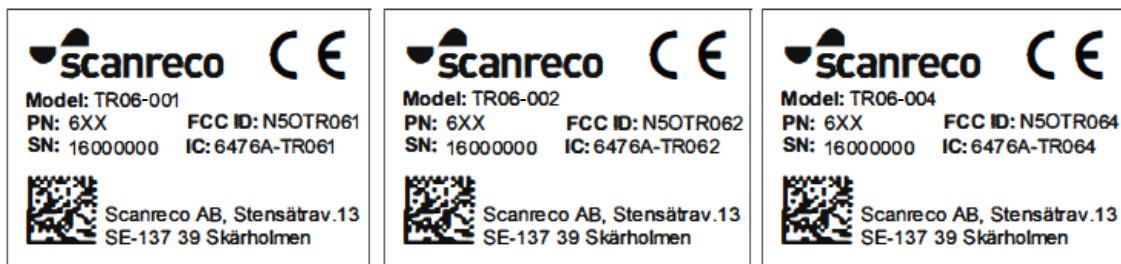 scanreco CE
Model: TR06-001
PN: 6XX FCC ID: N5OTR061
SN: 16000000 IC: 6476A-TR061
Scanreco AB, Stensätrav.13
SE-137 39 Skärholmen
scanreco CE
Model: TR06-002
PN: 6XX FCC ID: N5OTR062
SN: 16000000 IC: 6476A-TR062
Scanreco AB, Stensätrav.13
SE-137 39 Skärholmen
scanreco CE
Model: TR06-004
PN: 6XX FCC ID: N5OTR064
SN: 16000000 IC: 6476A-TR064
Scanreco AB, Stensätrav.13
SE-137 39 Skärholmen